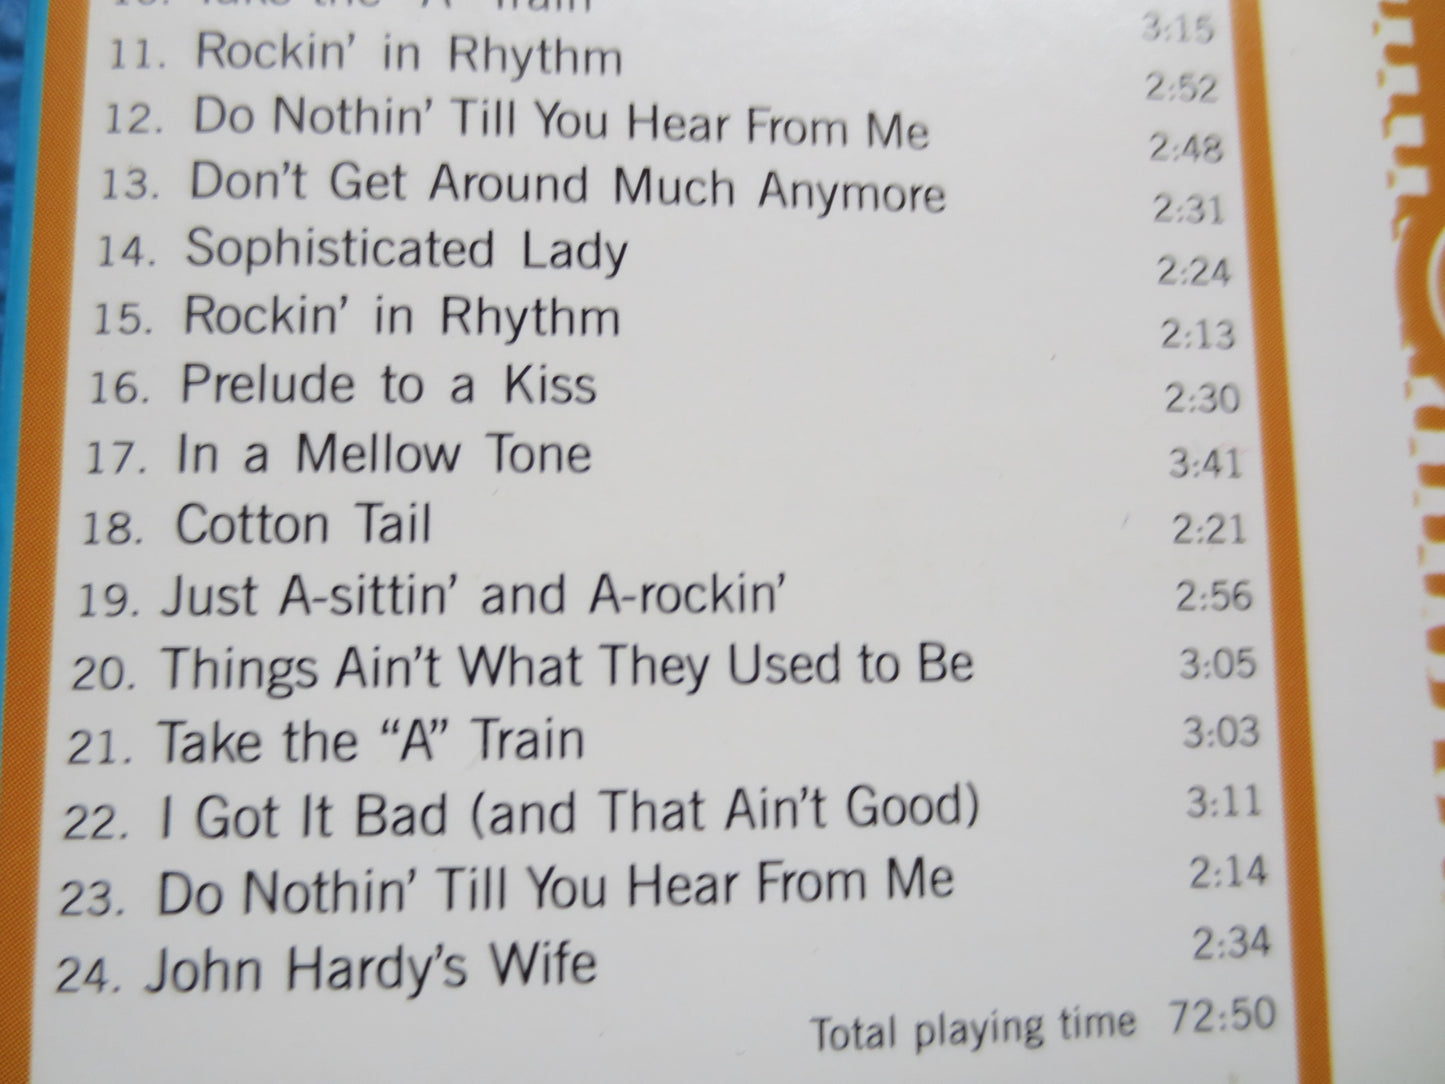 10. Take the “A” Train 3:15
11. Rockin’ in Rhythm 2:52
12. Do Nothin’ Till You Hear From Me 2:48
13. Don’t Get Around Much Anymore 2:31
14. Sophisticated Lady 2:24
15. Rockin’ in Rhythm 2:13
16. Prelude to a Kiss 2:30
17. In a Mellow Tone 3:41
18. Cotton Tail 2:21
19. Just A-sittin’ and A-rockin’ 2:56
20. Things Ain’t What They Used to Be 3:05
21. Take the “A” Train 3:03
22. I Got It Bad (and That Ain’t Good) 3:11
23. Do Nothin’ Till You Hear From Me 2:14
24. John Hardy’s Wife 2:34
Total playing time 72:50